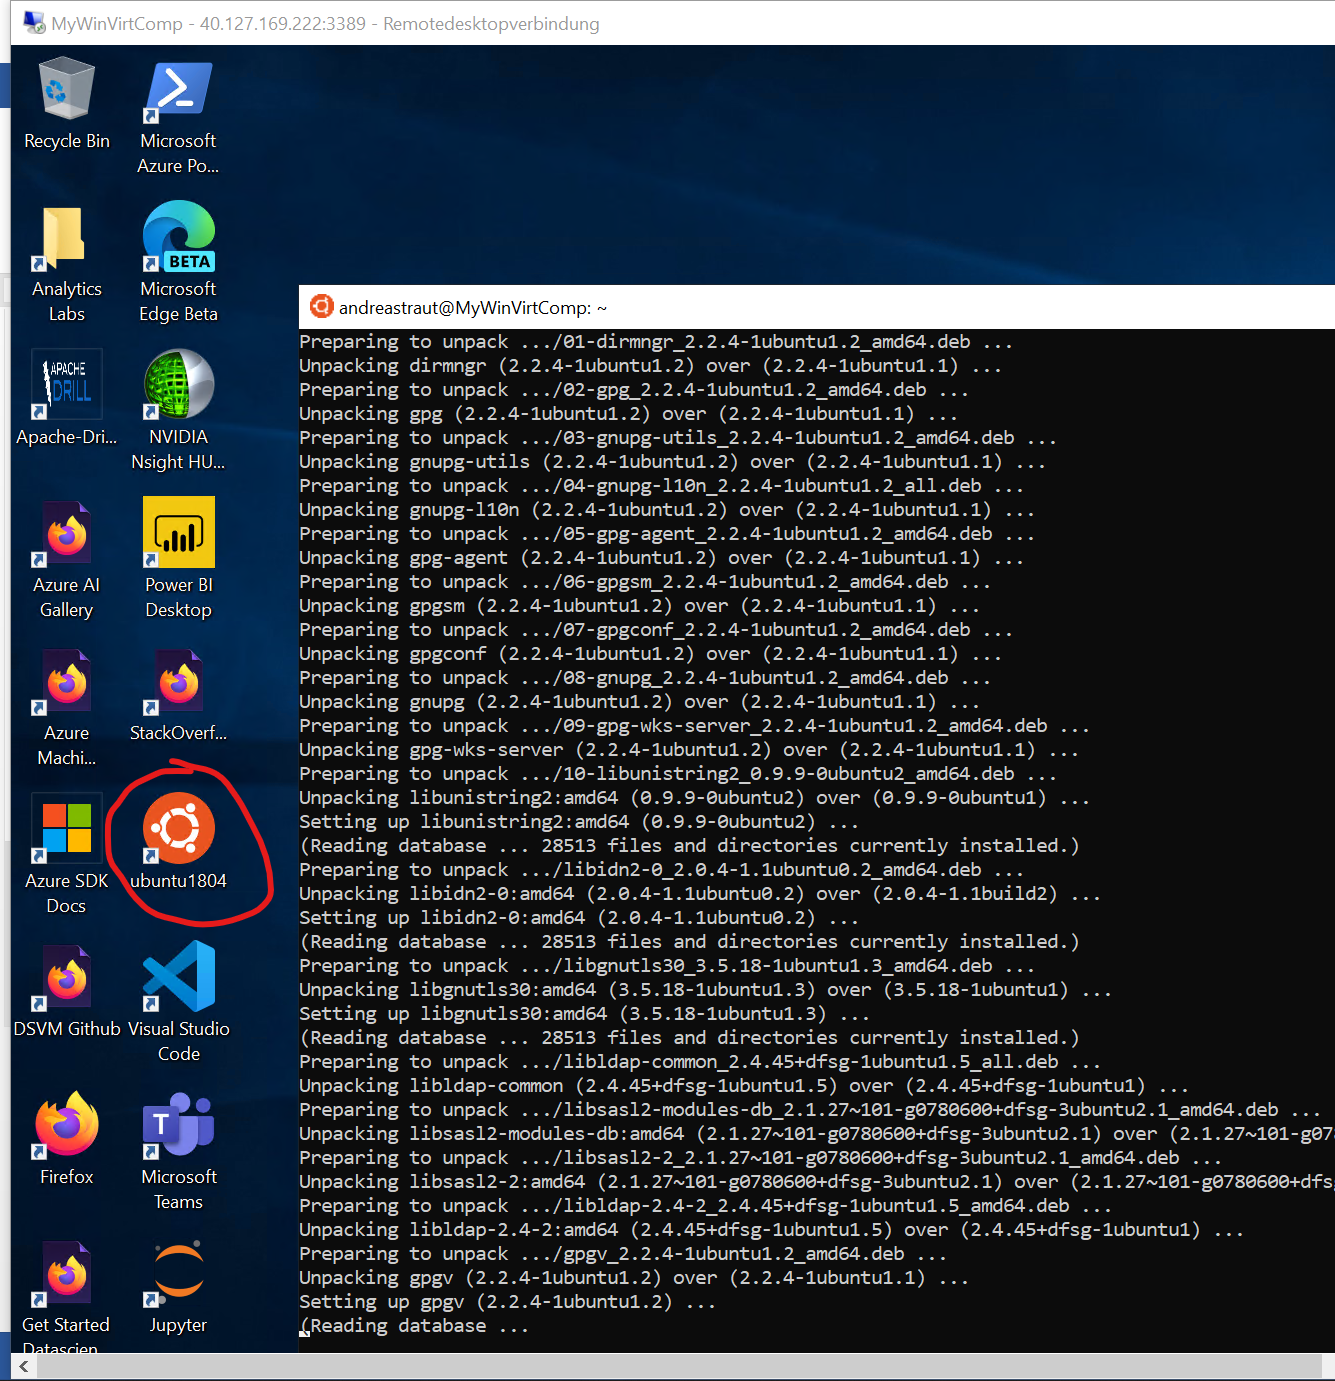 MyWinVirtComp - 40.127.169.222:3389 - Remotedesktopverbindung
Recycle Bin
Microsoft
Azure Po...
Analytics
Labs
BETA
Microsoft
Edge Beta
APACHE
DRILL
Apache-Dri...
NVIDIA
Nsight HU...
Azure AI
Gallery
Power BI
Desktop
Azure
Machi...
StackOverf...
Azure SDK
Docs
ubuntu1804
DSVM Github
Visual Studio
Code
Firefox
T
Microsoft
Teams
Get Started
Datascien
Jupyter
andreastraut@MyWinVirtComp: ~
Preparing to unpack .../01-dirmngr_2.2.4-1ubuntu1.2_amd64.deb ...
Unpacking dirmngr (2.2.4-1ubuntu1.2) over (2.2.4-1ubuntu1.1) ...
Preparing to unpack .../02-gpg_2.2.4-1ubuntu1.2_amd64.deb ...
Unpacking gpg (2.2.4-1ubuntu1.2) over (2.2.4-1ubuntu1.1) ...
Preparing to unpack .../03-gnupg-utils_2.2.4-1ubuntu1.2_amd64.deb ...
Unpacking gnupg-utils (2.2.4-1ubuntu1.2) over (2.2.4-1ubuntu1.1) ...
Preparing to unpack .../04-gnupg-l10n_2.2.4-1ubuntu1.2_all.deb ...
Unpacking gnupg-l10n (2.2.4-1ubuntu1.2) over (2.2.4-1ubuntu1.1) ...
Preparing to unpack .../05-gpg-agent_2.2.4-1ubuntu1.2_amd64.deb ...
Unpacking gpg-agent (2.2.4-1ubuntu1.2) over (2.2.4-1ubuntu1.1) ...
Preparing to unpack .../06-gpgsm_2.2.4-1ubuntu1.2_amd64.deb ...
Unpacking gpgsm (2.2.4-1ubuntu1.2) over (2.2.4-1ubuntu1.1) ...
Preparing to unpack .../07-gpgconf_2.2.4-1ubuntu1.2_amd64.deb ...
Unpacking gpgconf (2.2.4-1ubuntu1.2) over (2.2.4-1ubuntu1.1) ...
Preparing to unpack .../08-gnupg_2.2.4-1ubuntu1.2_amd64.deb ...
Unpacking gnupg (2.2.4-1ubuntu1.2) over (2.2.4-1ubuntu1.1) ...
Preparing to unpack .../09-gpg-wks-server_2.2.4-1ubuntu1.2_amd64.deb ...
Unpacking gpg-wks-server (2.2.4-1ubuntu1.2) over (2.2.4-1ubuntu1.1) ...
Preparing to unpack .../10-libunistring2_0.9.9-0ubuntu2_amd64.deb ...
Unpacking libunistring2:amd64 (0.9.9-0ubuntu2) over (0.9.9-0ubuntu1) ...
Setting up libunistring2:amd64 (0.9.9-0ubuntu2) ...
(Reading database ... 28513 files and directories currently installed.)
Preparing to unpack .../libidn2-0_2.0.4-1.1ubuntu0.2_amd64.deb ...
Unpacking libidn2-0:amd64 (2.0.4-1.1ubuntu0.2) over (2.0.4-1.1build2) ...
Setting up libidn2-0:amd64 (2.0.4-1.1ubuntu0.2) ...
(Reading database ... 28513 files and directories currently installed.)
Preparing to unpack .../libgnutls30_3.5.18-1ubuntu1.3_amd64.deb ...
Unpacking libgnutls30:amd64 (3.5.18-1ubuntu1.3) over (3.5.18-1ubuntu1) ...
Setting up libgnutls30:amd64 (3.5.18-1ubuntu1.3) ...
(Reading database ... 28513 files and directories currently installed.)
Preparing to unpack .../libldap-common_2.4.45+dfsg-1ubuntu1.5_all.deb ...
Unpacking libldap-common (2.4.45+dfsg-1ubuntu1.5) over (2.4.45+dfsg-1ubuntu1) ...
Preparing to unpack .../libsasl2-modules-db_2.1.27~101-g0780600+dfsg-3ubuntu2.1_amd64.deb ...
Unpacking libsasl2-modules-db:amd64 (2.1.27~101-g0780600+dfsg-3ubuntu2.1) over (2.1.27~101-g07
Preparing to unpack .../libsasl2-2_2.1.27~101-g0780600+dfsg-3ubuntu2.1_amd64.deb ...
Unpacking libsasl2-2:amd64 (2.1.27~101-g0780600+dfsg-3ubuntu2.1) over (2.1.27~101-g0780600+dfs
Preparing to unpack .../libldap-2.4-2_2.4.45+dfsg-1ubuntu1.5_amd64.deb ...
Unpacking libldap-2.4-2:amd64 (2.4.45+dfsg-1ubuntu1.5) over (2.4.45+dfsg-1ubuntu1) ...
Preparing to unpack .../gpgv_2.2.4-1ubuntu1.2_amd64.deb ...
Unpacking gpgv (2.2.4-1ubuntu1.2) over (2.2.4-1ubuntu1.1) ...
Setting up gpgv (2.2.4-1ubuntu1.2) ...
(Reading database ...